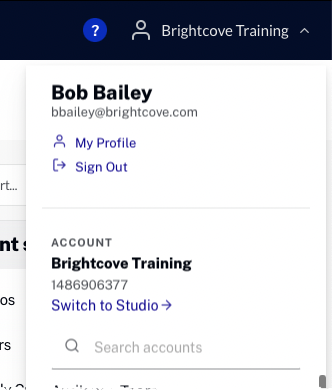 ?
Brightcove Training
Bob Bailey
bbailey@brightcove.com
My Profile
Sign Out
rt...
nt s
ACCOUNT
Brightcove Training
1486906377
os
Switch to Studio→
rs
Search accounts